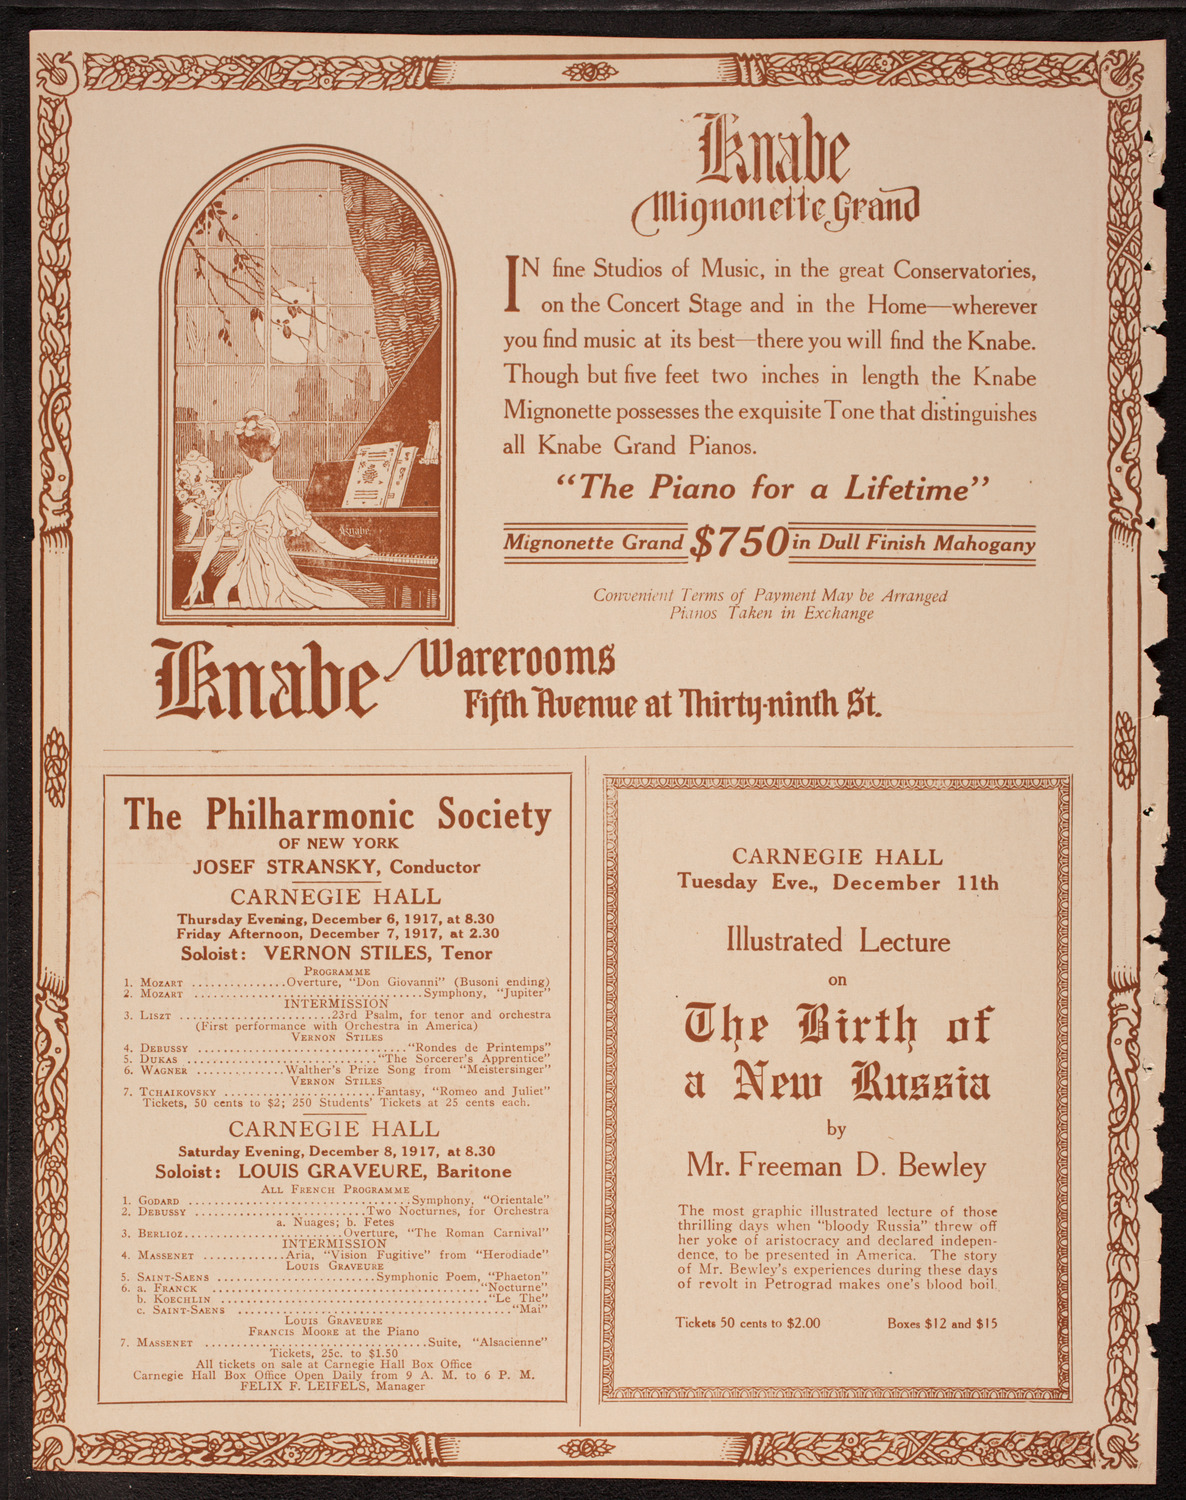 Knabe
Mignonette Grand
IN fine Studios of Music, in the great Conservatories,
on the Concert Stage and in the Home—wherever
you find music at its best—there you will find the Knabe.
Though but five feet two inches in length the Knabe
Mignonette possesses the exquisite Tone that distinguishes
all Knabe Grand Pianos.
"The Piano for a Lifetime"
Mignonette Grand $750 in Dull Finish Mahogany
Convenient Terms of Payment May be Arranged
Pianos Taken in Exchange
Knabe
Knabe Warerooms
Fifth Avenue at Thirty-ninth St.
The Philharmonic Society
OF NEW YORK
JOSEF STRANSKY, Conductor
CARNEGIE HALL
Thursday Evening, December 6, 1917, at 8.30
Friday Afternoon, December 7, 1917, at 2.30
Soloist: VERNON STILES, Tenor
PROGRAMME
1. MOZART ..............Overture, "Don Giovanni" (Busoni ending)
2. MOZART ..................................Symphony, "Jupiter"
INTERMISSION
3. LISZT .......................23rd Psalm, for tenor and orchestra
(First performance with Orchestra in America)
VERNON STILES
4. DEBUSSY ..............................."Rondes de Printemps"
5. DUKAS ............................"The Sorcerer's Apprentice"
6. WAGNER .............Walther's Prize Song from "Meistersinger"
VERNON STILES
7. TCHAIKOVSKY .......................Fantasy, "Romeo and Juliet"
Tickets, 50 cents to $2; 250 Students' Tickets at 25 cents each.
CARNEGIE HALL
Saturday Evening, December 8, 1917, at 8.30
Soloist: LOUIS GRAVEURE, Baritone
ALL FRENCH PROGRAMME
1. GODARD .................................Symphony, "Orientale"
2. DEBUSSY ..........................Two Nocturnes, for Orchestra
a. Nuages; b. Fetes
3. BERLIOZ........................Overture, "The Roman Carnival"
INTERMISSION
4. MASSENET .............Aria, "Vision Fugitive" from "Herodiade"
LOUIS GRAVEURE
5. SAINT-SAENS ........................Symphonic Poem, "Phaeton"
6. a. FRANCK ........................................"Nocturne"
b. KOECHLIN ........................................"Le The"
c. SAINT-SAENS ........................................."Mai"
LOUIS GRAVEURE
FRANCIS MOORE at the Piano
7. MASSENET .................................Suite, "Alsacienne"
Tickets, 25c. to $1.50
All tickets on sale at Carnegie Hall Box Office
Carnegie Hall Box Office Open Daily from 9 A. M. to 6 P. M.
FELIX F. LEIFELS, Manager
CARNEGIE HALL
Tuesday Eve., December 11th
Illustrated Lecture
on
The Birth of
a New Russia
by
Mr. Freeman D. Bewley
The most graphic illustrated lecture of those
thrilling days when "bloody Russia" threw off
her yoke of aristocracy and declared indepen-
dence, to be presented in America. The story
of Mr. Bewley's experiences during these days
of revolt in Petrograd makes one's blood boil.
Tickets 50 cents to $2.00 Boxes $12 and $15